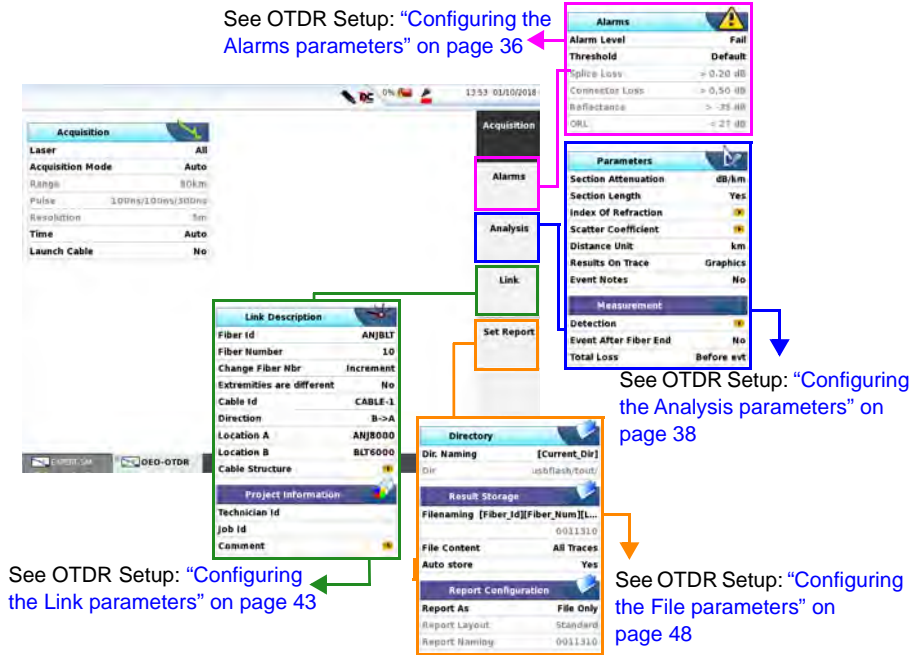 See OTDR Setup: “Configuring the
Alarms parameters” on page 36
Alarms
Alarm Level Fail
Threshold Default
Splice Loss > 0.20 dB
Connector Loss > 0.50 dB
Reflectance > -35 dB
ORL < 27 dB
0% 13:53 01/10/2018
Acquisition
Laser All
Acquisition Mode Auto
Range 80km
Pulse 100ns/100ns/300ns
Resolution 5m
Time Auto
Launch Cable No
Acquisition
Alarms
Analysis
Link
Set Report
Parameters
Section Attenuation dB/km
Section Length Yes
Index Of Refraction
Scatter Coefficient
Distance Unit km
Results On Trace Graphics
Event Notes No
Measurement
Detection
Event After Fiber End No
Total Loss Before evt
See OTDR Setup: “Configuring
the Analysis parameters” on
page 38
Link Description
Fiber Id ANJBLT
Fiber Number 10
Change Fiber Nbr Increment
Extremities are different No
Cable Id CABLE-1
Direction B->A
Location A ANJ8000
Location B BLT6000
Cable Structure
Project Information
Technician Id
Job Id
Comment
EXPERT-SM OEO-OTDR
Directory
Dir. Naming [Current_Dir]
Dir usbflash/tout/
Result Storage
Filenaming [Fiber_Id][Fiber_Num][L...
0011310
File Content All Traces
Auto store Yes
Report Configuration
Report As File Only
Report Layout Standard
Report Naming 0011310
See OTDR Setup: “Configuring
the Link parameters” on page 43
See OTDR Setup: “Configuring
the File parameters” on
page 48